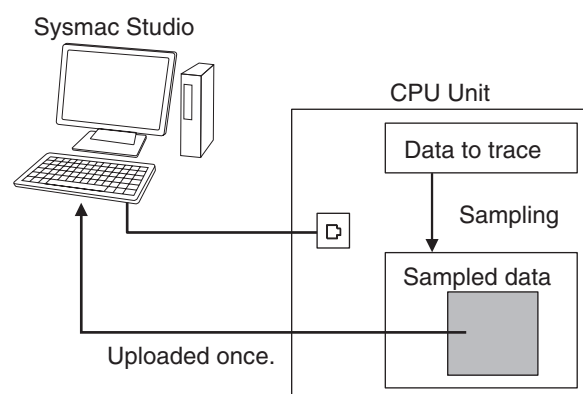 Sysmac Studio
CPU Unit
Data to trace
Sampling
Sampled data
Uploaded once.